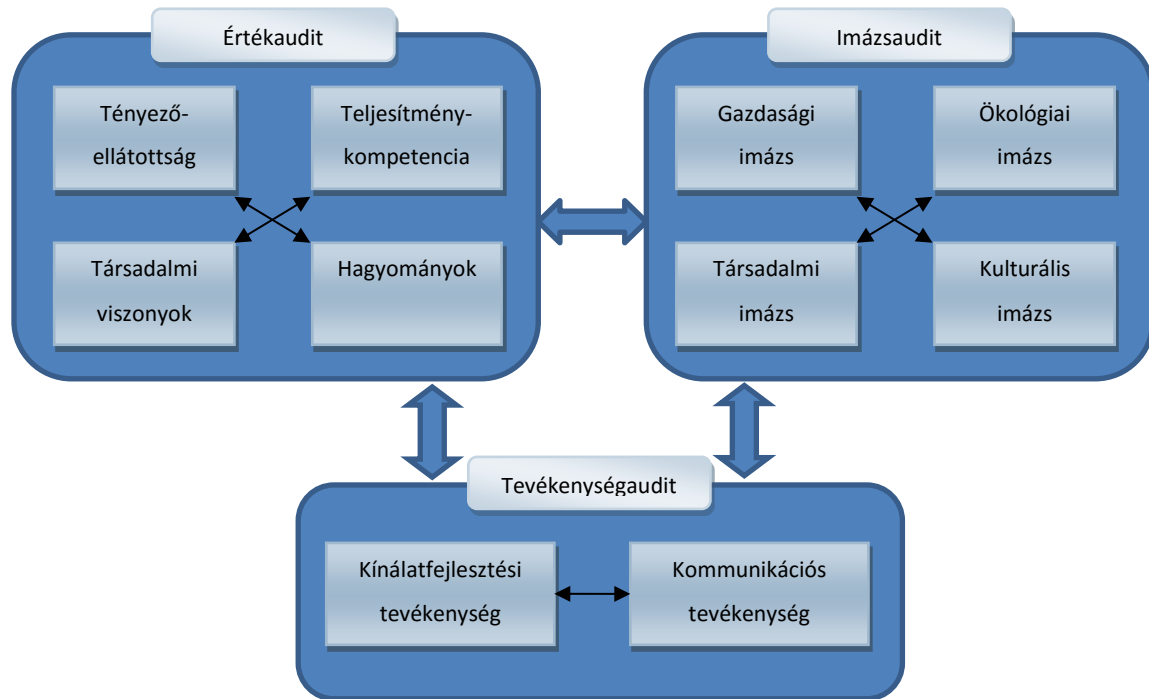 Értékaudit
Tényező-
ellátottság
Teljesítmény-
kompetencia
Társadalmi
viszonyok
Hagyományok
Imázsaudit
Gazdasági
imázs
Ökológiai
imázs
Társadalmi
imázs
Kulturális
imázs
Tevékenységaudit
Kínálatfejlesztési
tevékenység
Kommunikációs
tevékenység